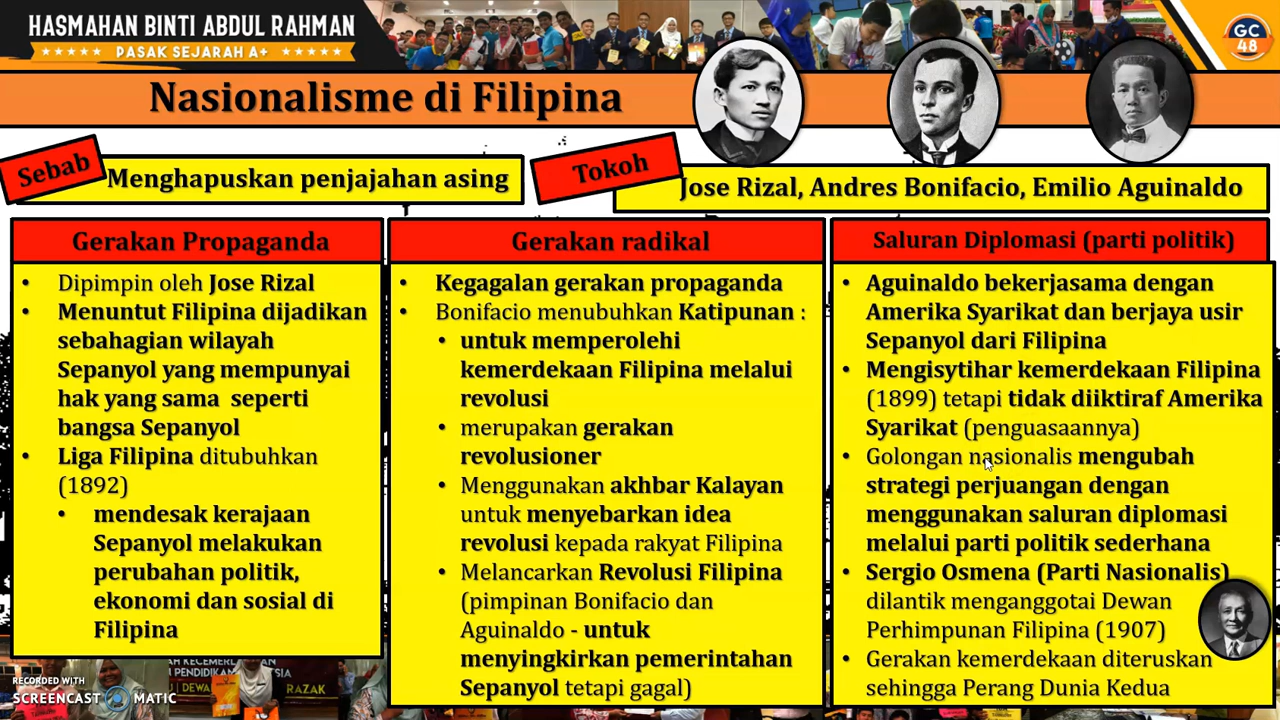 HASMAHAN BINTI ABDUL RAHMAN
PASAK SEJARAH A+
GC
48
Nasionalisme di Filipina
Sebab
Menghapuskan penjajahan asing
Tokoh
Jose Rizal, Andres Bonifacio, Emilio Aguinaldo
Gerakan Propaganda
• Dipimpin oleh Jose Rizal
• Menuntut Filipina dijadikan
sebahagian wilayah
Sepanyol yang mempunyai
hak yang sama seperti
bangsa Sepanyol
• Liga Filipina ditubuhkan
(1892)
• mendesak kerajaan
Sepanyol melakukan
perubahan politik,
ekonomi dan sosial di
Filipina
Gerakan radikal
• Kegagalan gerakan propaganda
• Bonifacio menubuhkan Katipunan :
• untuk memperolehi
kemerdekaan Filipina melalui
revolusi
• merupakan gerakan
revolusioner
• Menggunakan akhbar Kalayan
untuk menyebarkan idea
revolusi kepada rakyat Filipina
• Melancarkan Revolusi Filipina
(pimpinan Bonifacio dan
Aguinaldo - untuk
menyingkirkan pemerintahan
Sepanyol tetapi gagal)
Saluran Diplomasi (parti politik)
• Aguinaldo bekerjasama dengan
Amerika Syarikat dan berjaya usir
Sepanyol dari Filipina
• Mengisytihar kemerdekaan Filipina
(1899) tetapi tidak diiktiraf Amerika
Syarikat (penguasaannya)
• Golongan nasionalis mengubah
strategi perjuangan dengan
menggunakan saluran diplomasi
melalui parti politik sederhana
• Sergio Osmena (Parti Nasionalis)
dilantik menganggotai Dewan
Perhimpunan Filipina (1907)
• Gerakan kemerdekaan diteruskan
sehingga Perang Dunia Kedua
RECORDED WITH
SCREENCAST MATIC
RAZAK